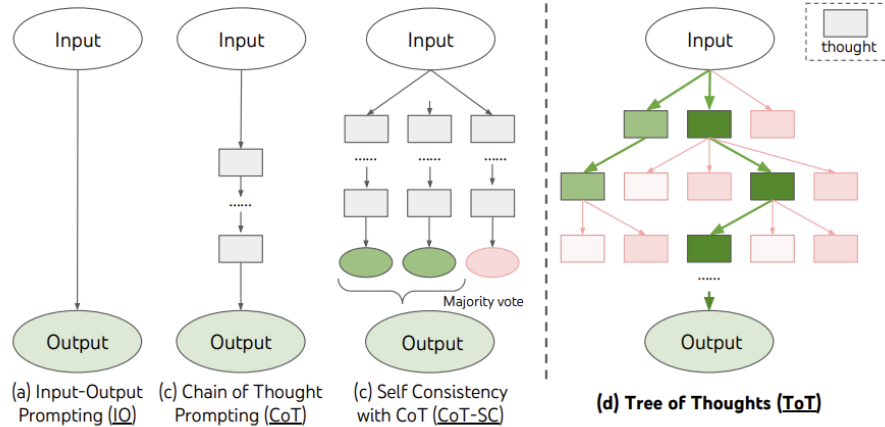 Input
Input
Input
Input
thought
......
......
......
......
......
Majority vote
Output
Output
Output
Output
(a) Input-Output
Prompting (IO)
(c) Chain of Thought
Prompting (CoT)
(c) Self Consistency
with CoT (CoT-SC)
(d) Tree of Thoughts (ToT)